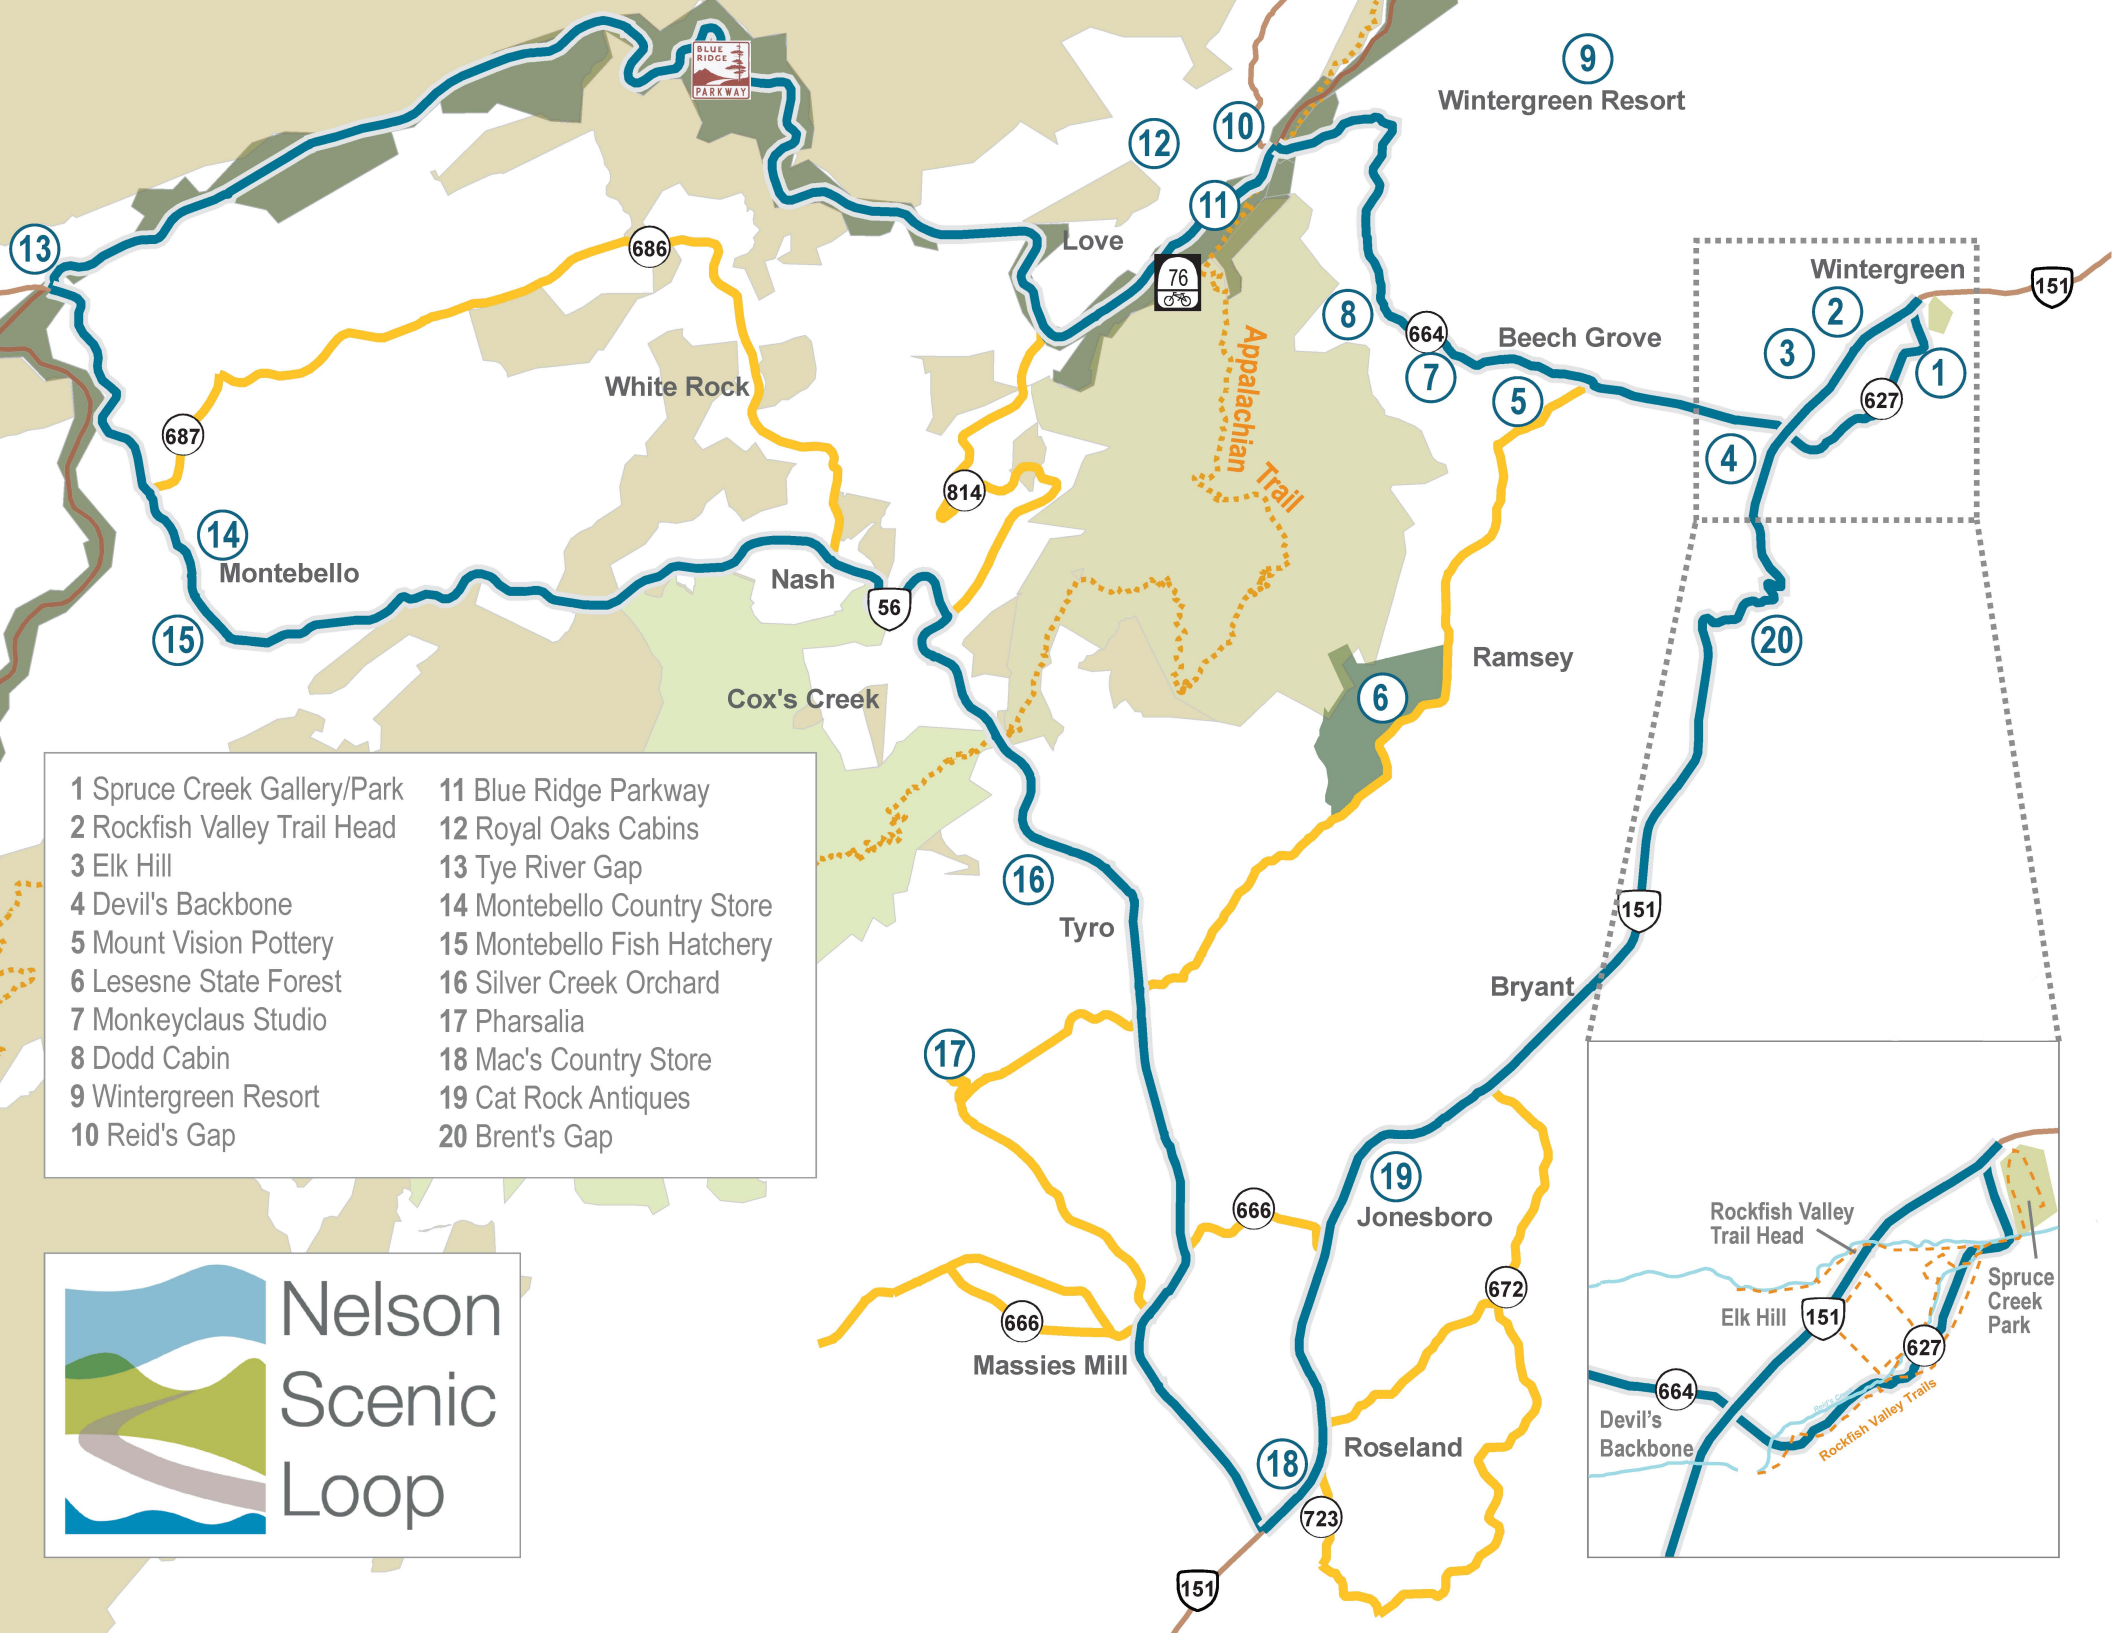 BLUE
RIDGE
PARKWAY
9
Wintergreen Resort
10
12
11
13
686
Love
76
Wintergreen
151
2
8
664
Beech Grove
3
1
7
5
627
White Rock
Appalachian
Trail
687
4
814
14
Montebello
Nash
56
15
20
Ramsey
6
Cox's Creek
16
Tyro
151
Bryant
17
19
666
Jonesboro
672
666
Massies Mill
Roseland
18
723
151
1 Spruce Creek Gallery/Park
2 Rockfish Valley Trail Head
3 Elk Hill
4 Devil's Backbone
5 Mount Vision Pottery
6 Lesesne State Forest
7 Monkeyclaus Studio
8 Dodd Cabin
9 Wintergreen Resort
10 Reid's Gap
11 Blue Ridge Parkway
12 Royal Oaks Cabins
13 Tye River Gap
14 Montebello Country Store
15 Montebello Fish Hatchery
16 Silver Creek Orchard
17 Pharsalia
18 Mac's Country Store
19 Cat Rock Antiques
20 Brent's Gap
Nelson
Scenic
Loop
Rockfish Valley
Trail Head
Spruce
Creek
Park
Elk Hill
151
627
664
Devil's
Backbone
Rockfish Valley Trails